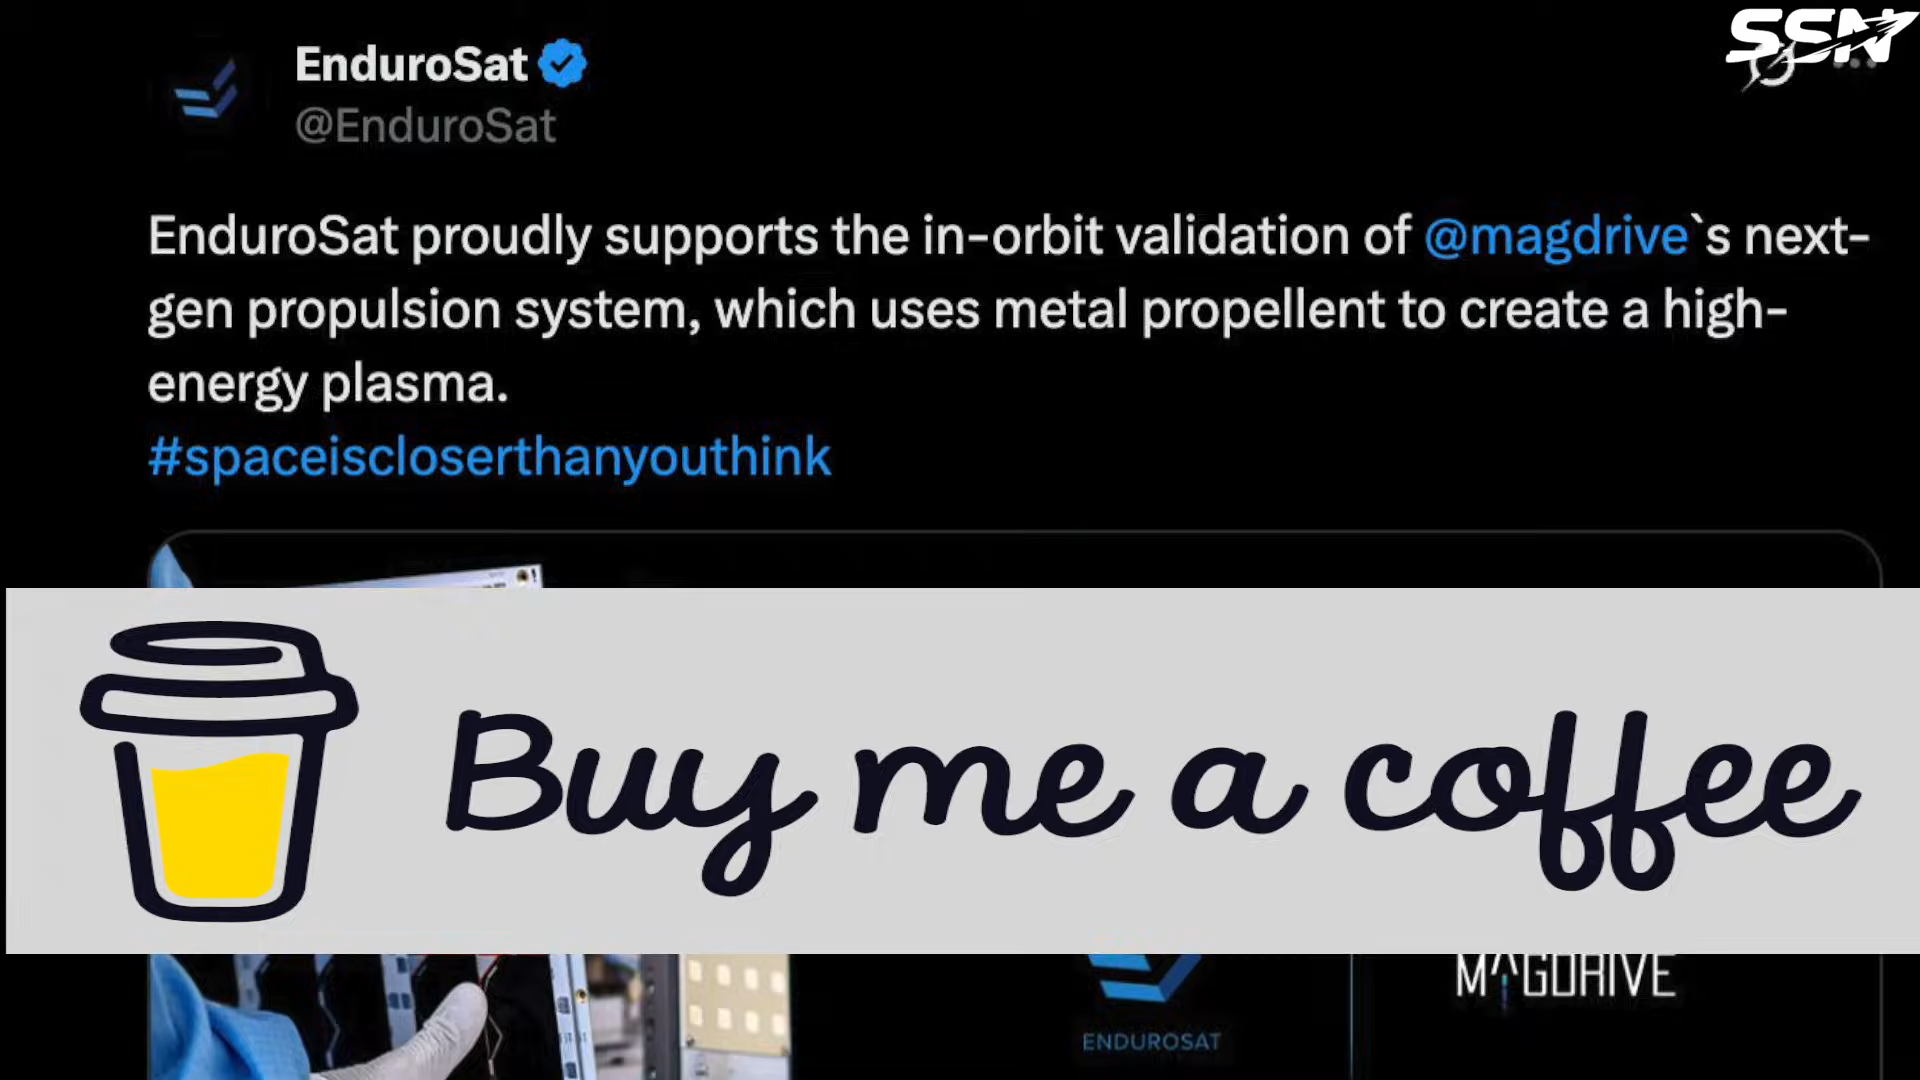 SSN
EnduroSat
@EnduroSat
EnduroSat proudly supports the in-orbit validation of @magdrive`s next-
gen propulsion system, which uses metal propellent to create a high-
energy plasma.
#spaceiscloserthanyouthink
Buy me a coffee
MAGDRIVE
ENDUROSAT